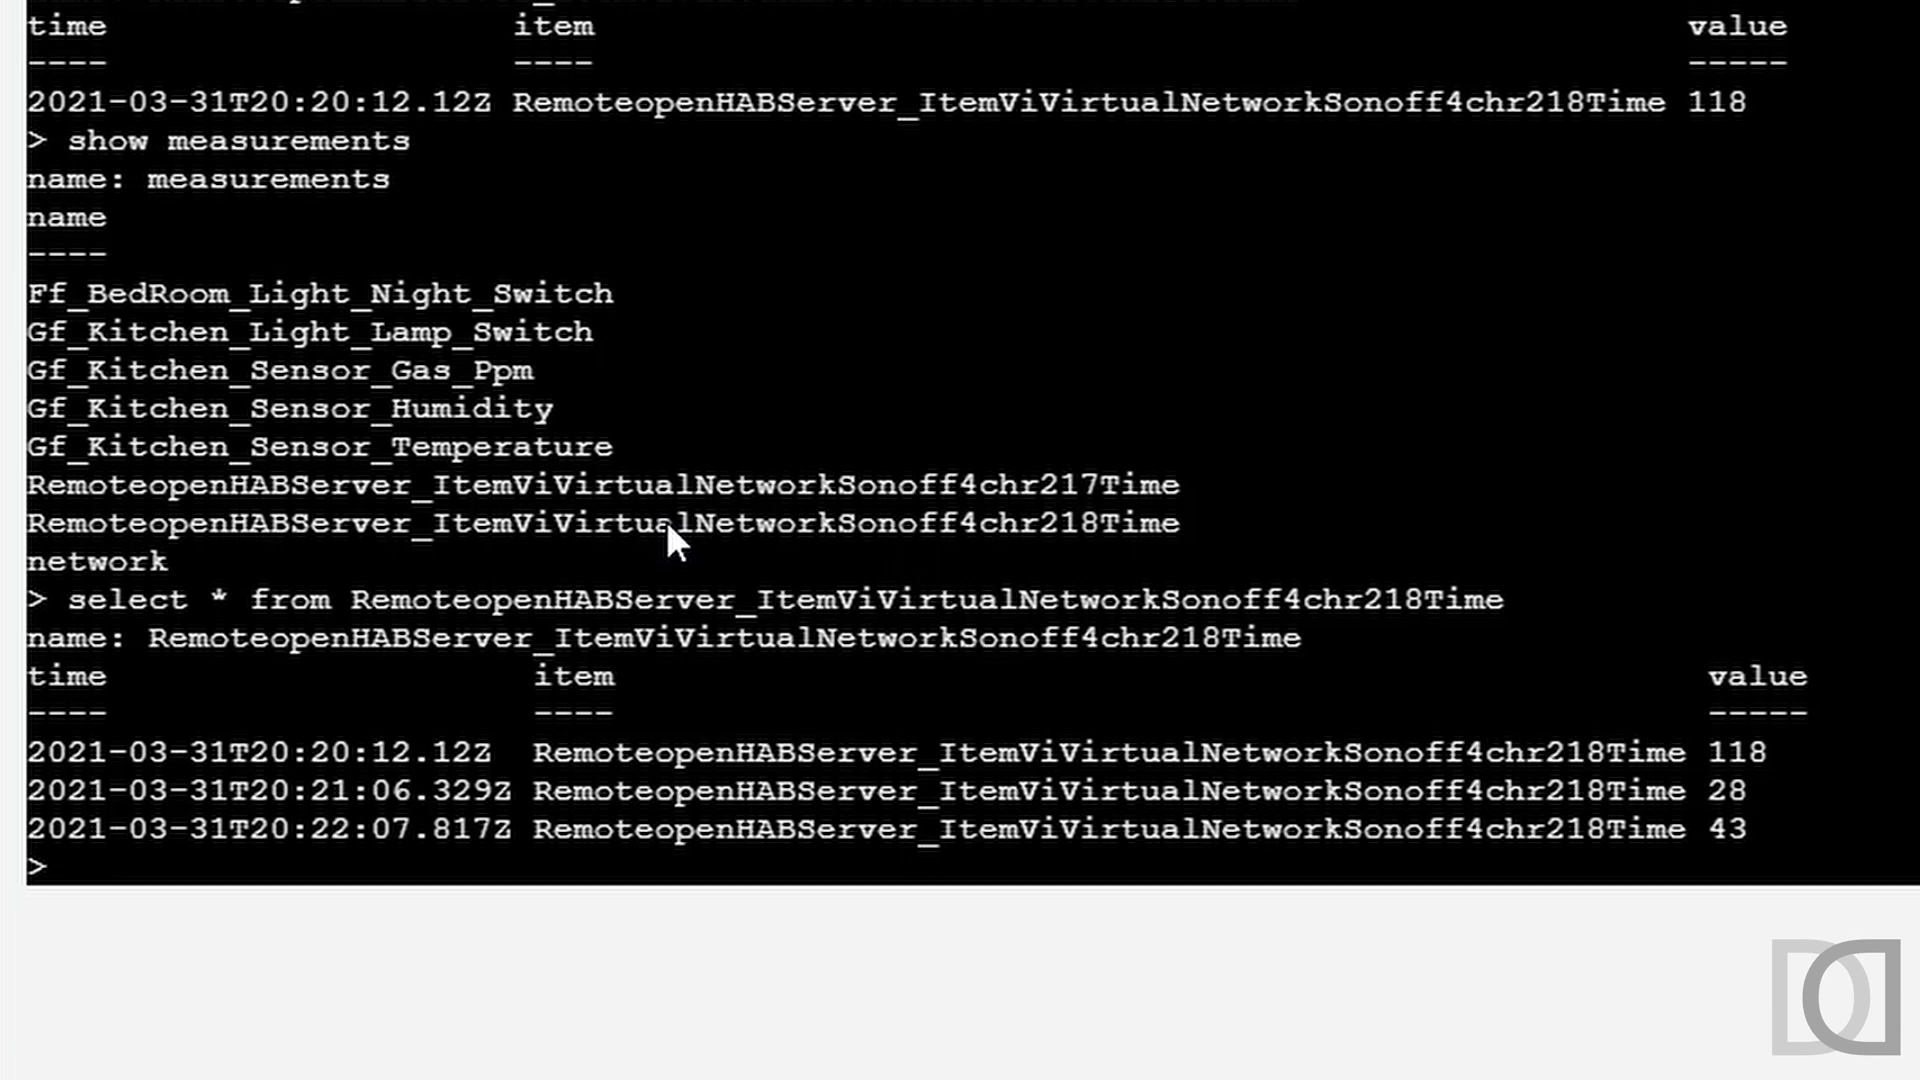 time item value
---- ---- -----
2021-03-31T20:20:12.12Z RemoteopenHABServer_ItemViVirtualNetworkSonoff4chr218Time 118
> show measurements
name: measurements
name
----
Ff_BedRoom_Light_Night_Switch
Gf_Kitchen_Light_Lamp_Switch
Gf_Kitchen_Sensor_Gas_Ppm
Gf_Kitchen_Sensor_Humidity
Gf_Kitchen_Sensor_Temperature
RemoteopenHABServer_ItemViVirtualNetworkSonoff4chr217Time
RemoteopenHABServer_ItemViVirtualNetworkSonoff4chr218Time
network
> select * from RemoteopenHABServer_ItemViVirtualNetworkSonoff4chr218Time
name: RemoteopenHABServer_ItemViVirtualNetworkSonoff4chr218Time
time item value
---- ---- -----
2021-03-31T20:20:12.12Z RemoteopenHABServer_ItemViVirtualNetworkSonoff4chr218Time 118
2021-03-31T20:21:06.329Z RemoteopenHABServer_ItemViVirtualNetworkSonoff4chr218Time 28
2021-03-31T20:22:07.817Z RemoteopenHABServer_ItemViVirtualNetworkSonoff4chr218Time 43
>